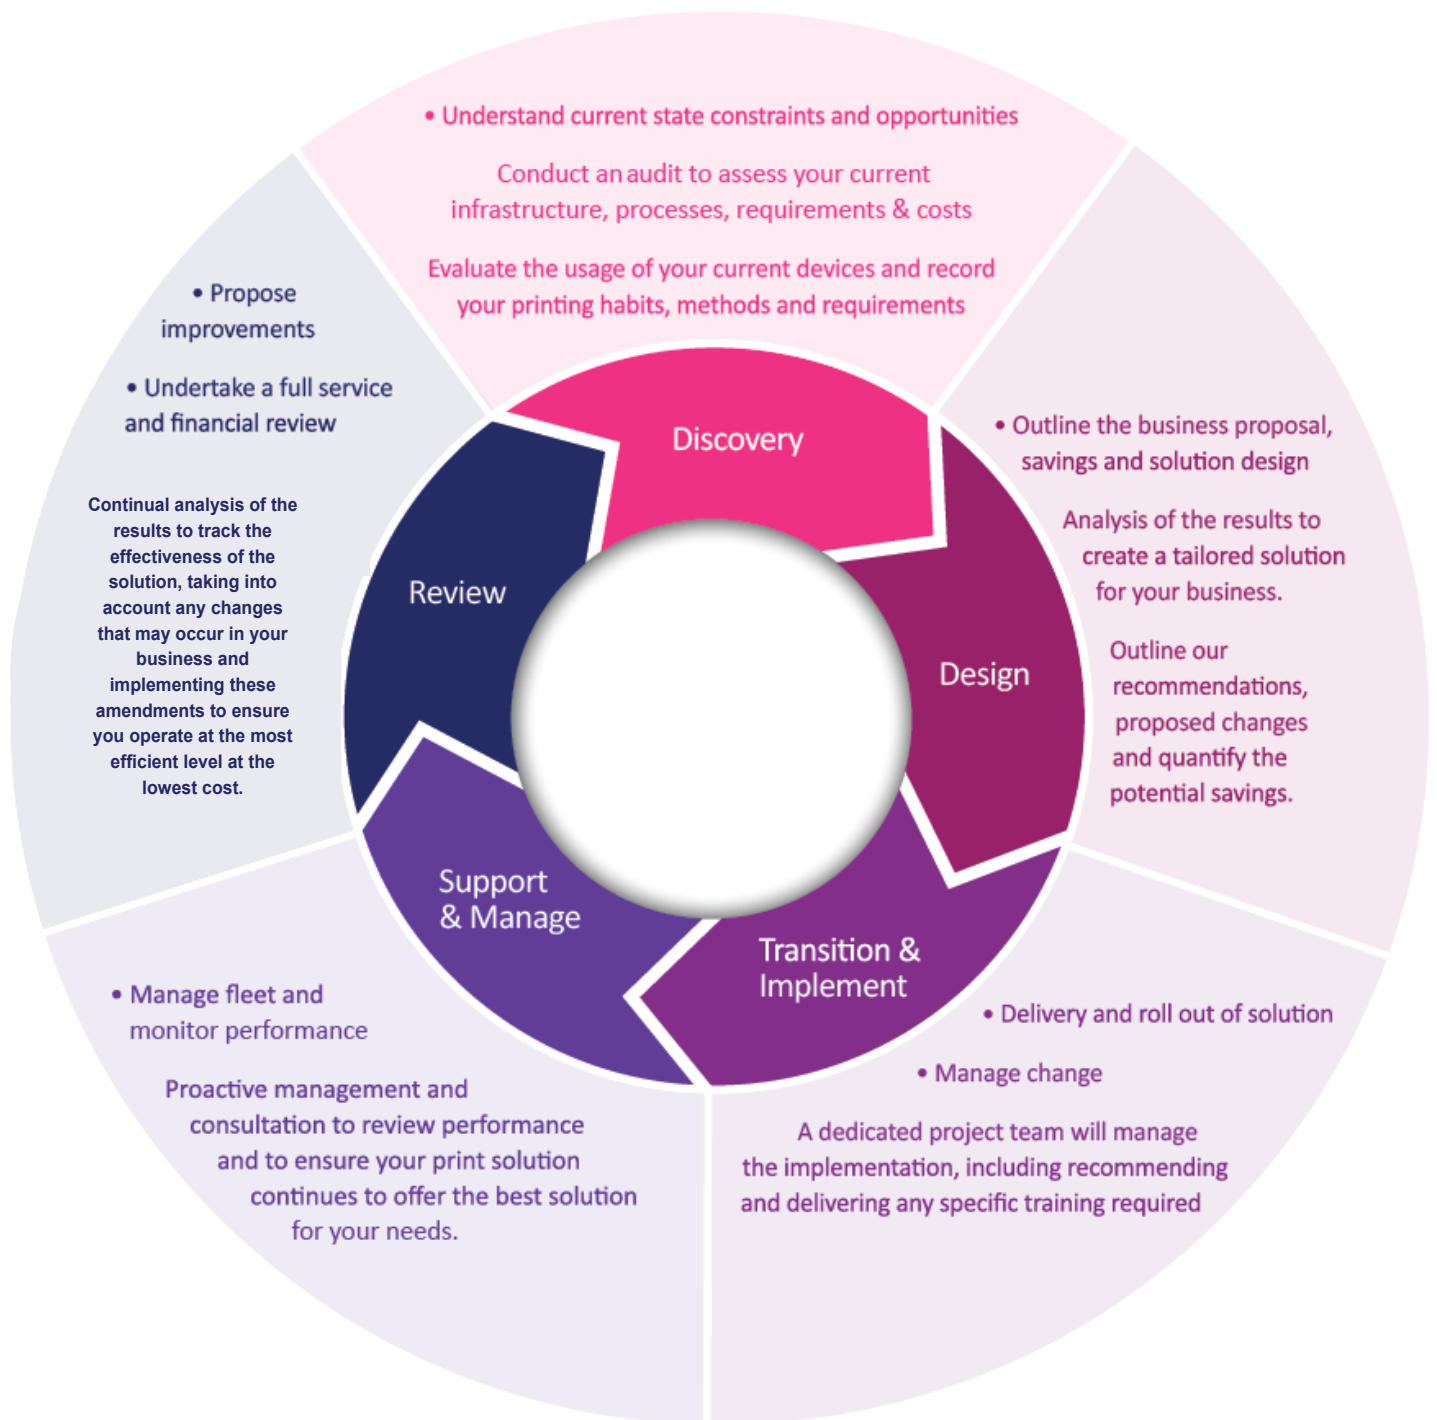 • Understand current state constraints and opportunities
Conduct an audit to assess your current
infrastructure, processes, requirements & costs
Evaluate the usage of your current devices and record
your printing habits, methods and requirements
Discovery
• Outline the business proposal,
savings and solution design
Analysis of the results to
create a tailored solution
for your business.
Outline our
recommendations,
proposed changes
and quantify the
potential savings.
Design
Transition &
Implement
• Delivery and roll out of solution
• Manage change
A dedicated project team will manage
the implementation, including recommending
and delivering any specific training required
Support
& Manage
• Manage fleet and
monitor performance
Proactive management and
consultation to review performance
and to ensure your print solution
continues to offer the best solution
for your needs.
Review
• Propose
improvements
• Undertake a full service
and financial review
Continual analysis of the
results to track the
effectiveness of the
solution, taking into
account any changes
that may occur in your
business and
implementing these
amendments to ensure
you operate at the most
efficient level at the
lowest cost.